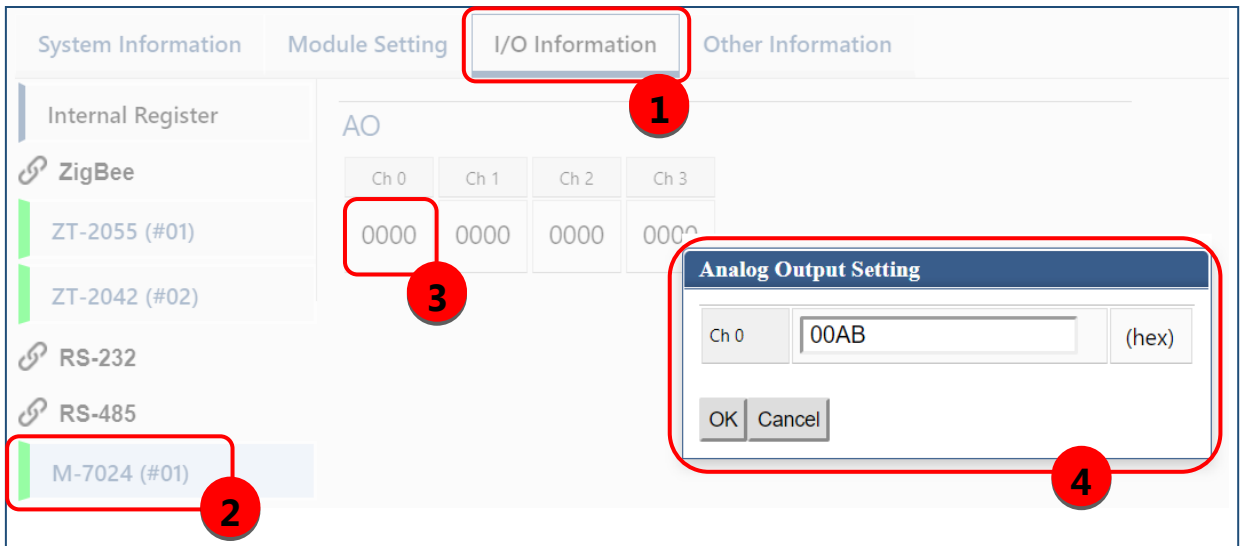 System Information Module Setting I/O Information Other Information
1
Internal Register
AO
ZigBee
Ch 0 Ch 1 Ch 2 Ch 3
ZT-2055 (#01)
0000 0000 0000 0000
3
ZT-2042 (#02)
RS-232
RS-485
M-7024 (#01)
2
Analog Output Setting
Ch 0 00AB (hex)
OK Cancel
4